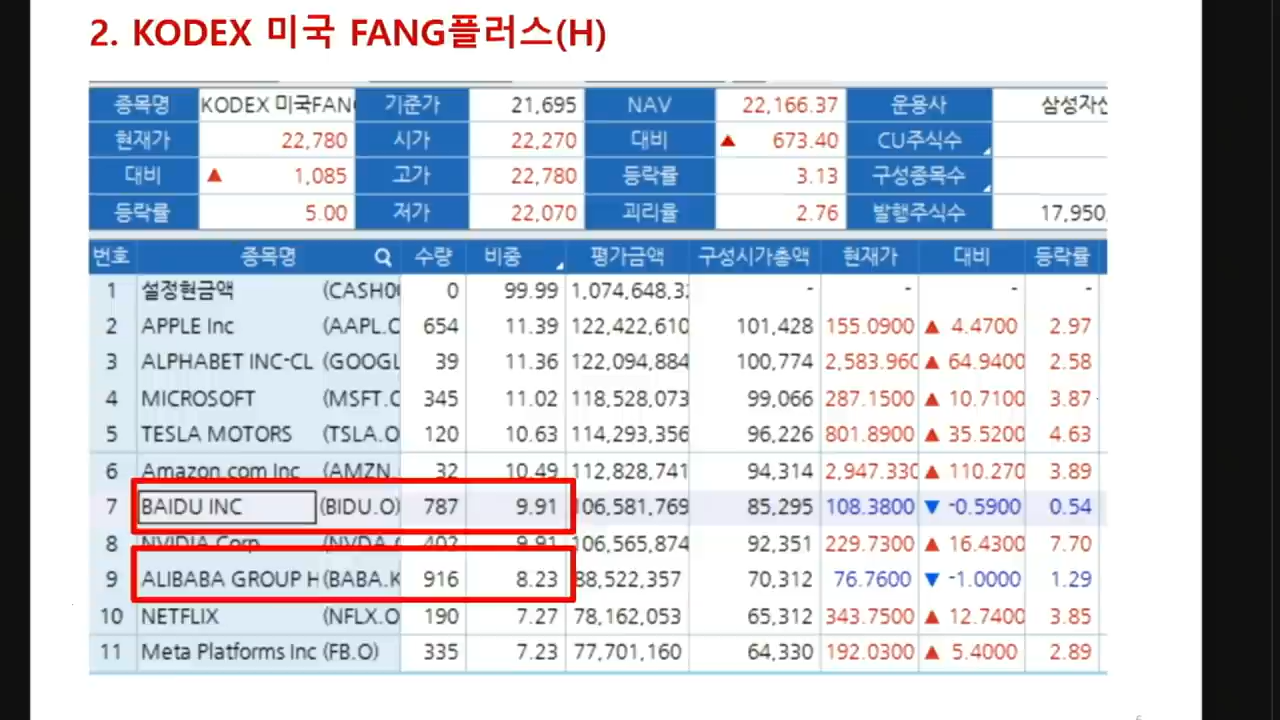 2. KODEX 미국 FANG플러스(H)
종목명 KODEX 미국FAN 기준가 21,695 NAV 22,166.37 운용사 삼성자산
현재가 22,780 시가 22,270 대비 ▲ 673.40 CU주식수
대비 ▲ 1,085 고가 22,780 등락률 3.13 구성종목수
등락률 5.00 저가 22,070 괴리율 2.76 발행주식수 17,950,
번호 종목명 수량 비중 평가금액 구성시가총액 현재가 대비 등락률
1 설정현금액 (CASH00 0 99.99 1,074,648,32 - - - -
2 APPLE Inc (AAPL.O 654 11.39 122,422,610 101,428 155.0900 ▲ 4.4700 2.97
3 ALPHABET INC-CL (GOOGL 39 11.36 122,094,884 100,774 2,583.960 ▲ 64.9400 2.58
4 MICROSOFT (MSFT.O 345 11.02 118,528,073 99,066 287.1500 ▲ 10.7100 3.87
5 TESLA MOTORS (TSLA.O 120 10.63 114,293,356 96,226 801.8900 ▲ 35.5200 4.63
6 Amazon com Inc (AMZN. 32 10.49 112,828,741 94,314 2,947.330 ▲ 110.270 3.89
7 BAIDU INC (BIDU.O) 787 9.91 106,581,769 85,295 108.3800 ▼ -0.5900 0.54
8 NVIDIA Corp (NVDA.O 402 9.91 106,565,874 92,351 229.7300 ▲ 16.4300 7.70
9 ALIBABA GROUP H (BABA.K 916 8.23 88,522,357 70,312 76.7600 ▼ -1.0000 1.29
10 NETFLIX (NFLX.O 190 7.27 78,162,053 65,312 343.7500 ▲ 12.7400 3.85
11 Meta Platforms Inc (FB.O) 335 7.23 77,701,160 64,330 192.0300 ▲ 5.4000 2.89
6